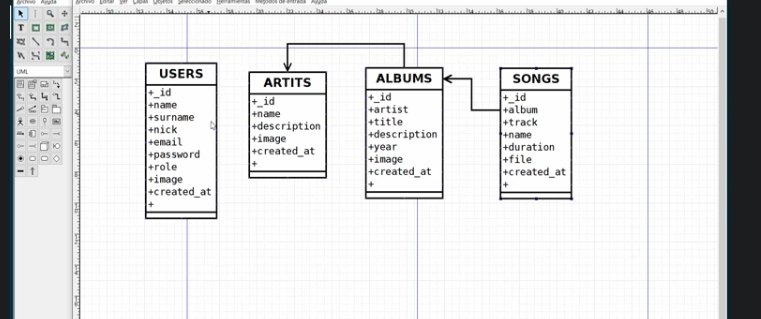 Archivo Ayuda
Archivo Editar Ver Capas Objetos Seleccionado Herramientas Métodos de entrada Ayuda
UML
USERS
+_id
+name
+surname
+nick
+email
+password
+role
+image
+created_at
+
ARTITS
+_id
+name
+description
+image
+created_at
+
ALBUMS
+_id
+artist
+title
+description
+year
+image
+created_at
+
SONGS
+_id
+album
+track
+name
+duration
+file
+created_at
+